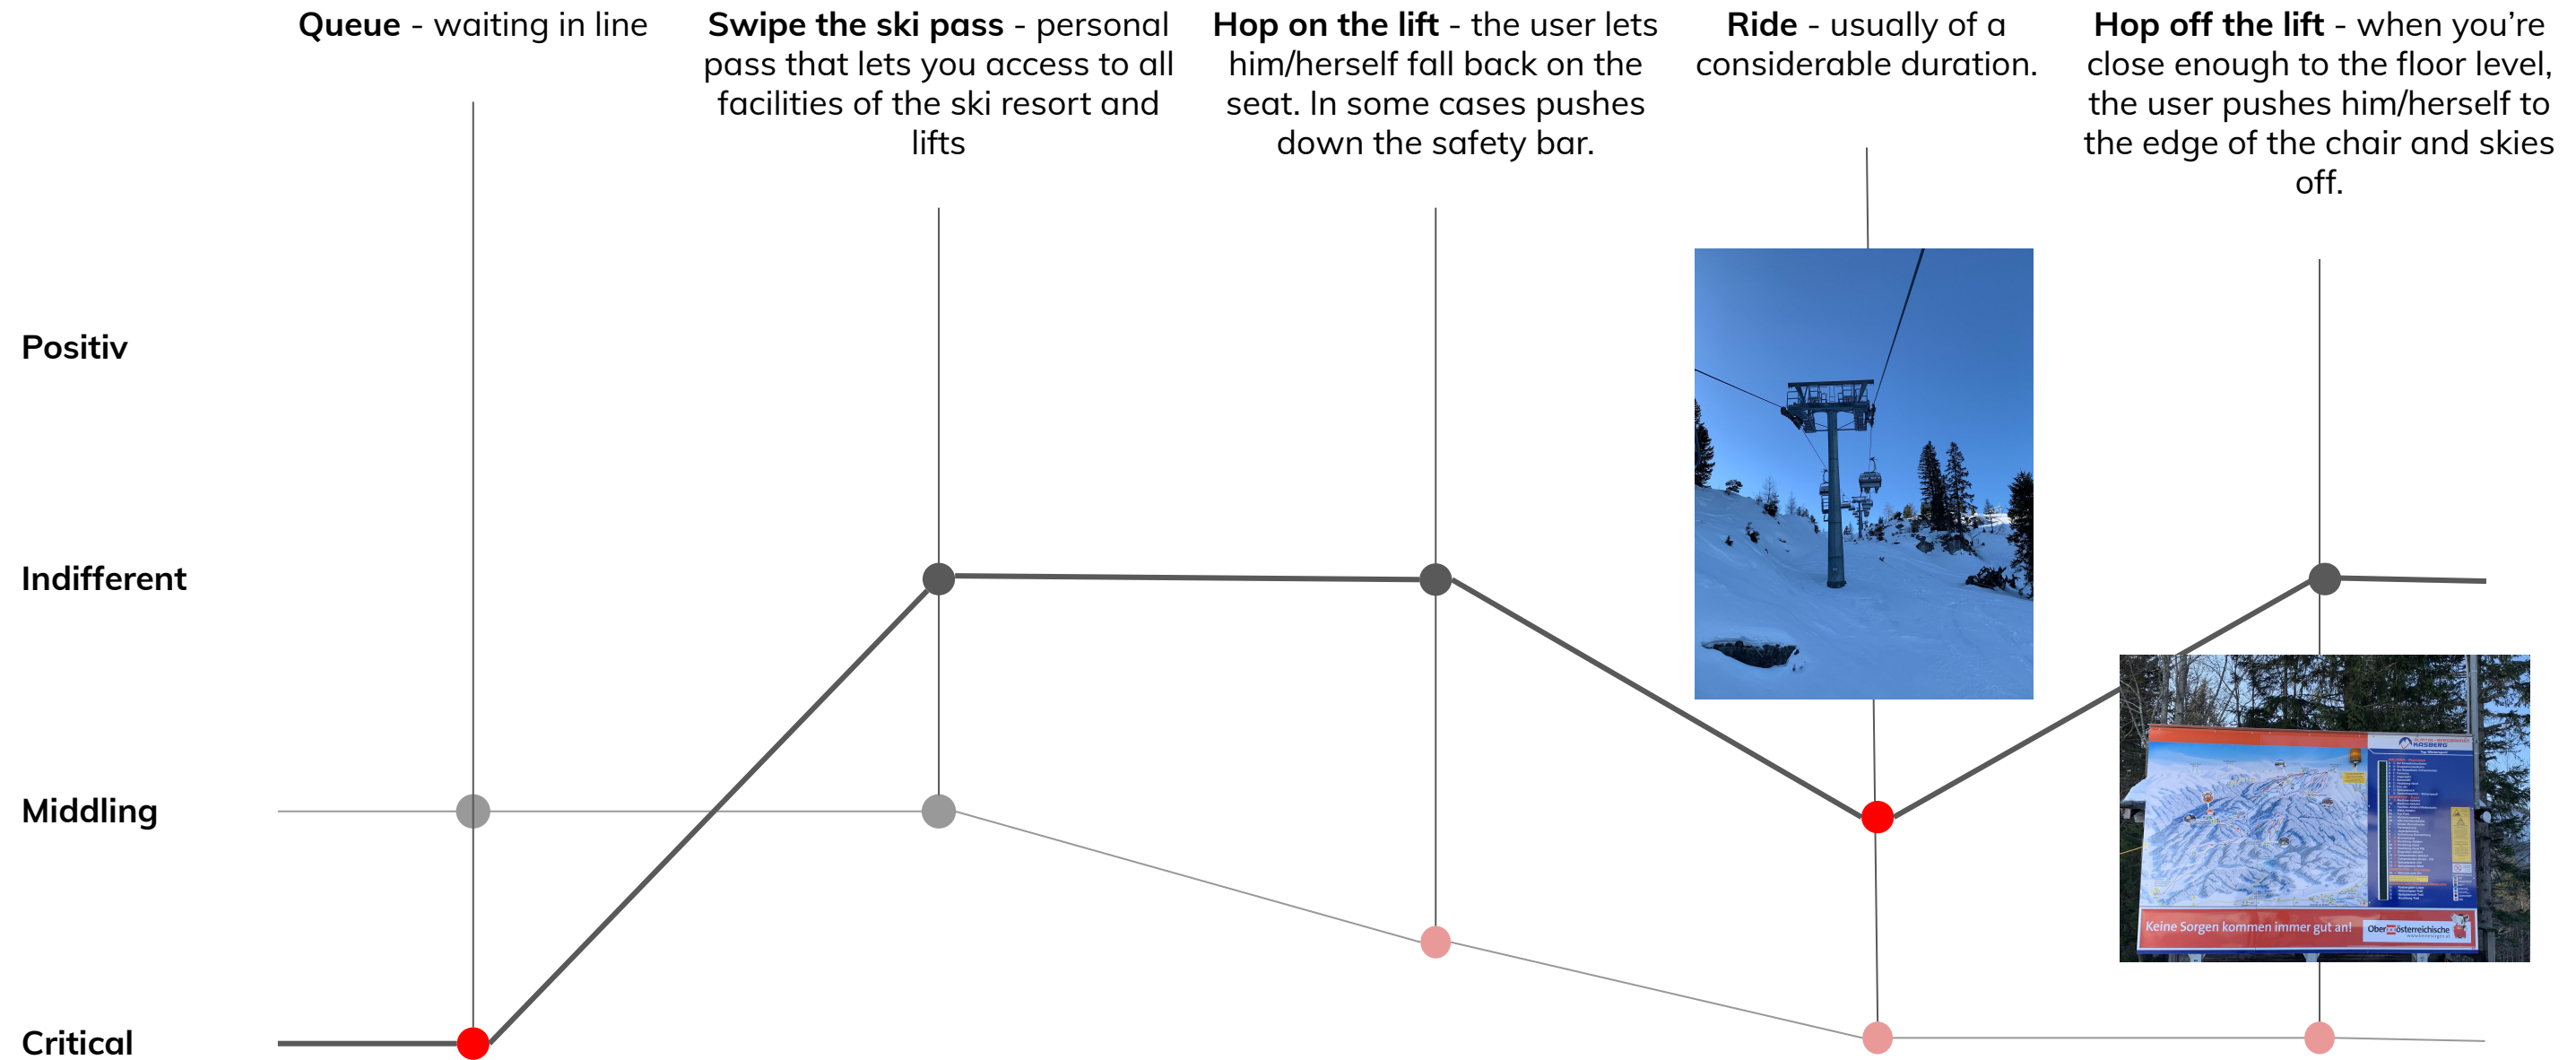 Queue - waiting in line
Swipe the ski pass - personal
pass that lets you access to all
facilities of the ski resort and
lifts
Hop on the lift - the user lets
him/herself fall back on the
seat. In some cases pushes
down the safety bar.
Ride - usually of a
considerable duration.
Hop off the lift - when you're
close enough to the floor level,
the user pushes him/herself to
the edge of the chair and skies
off.
Positiv
Indifferent
Middling
Critical
KASBERG
Keine Sorgen kommen immer gut an!
Oberösterreichische